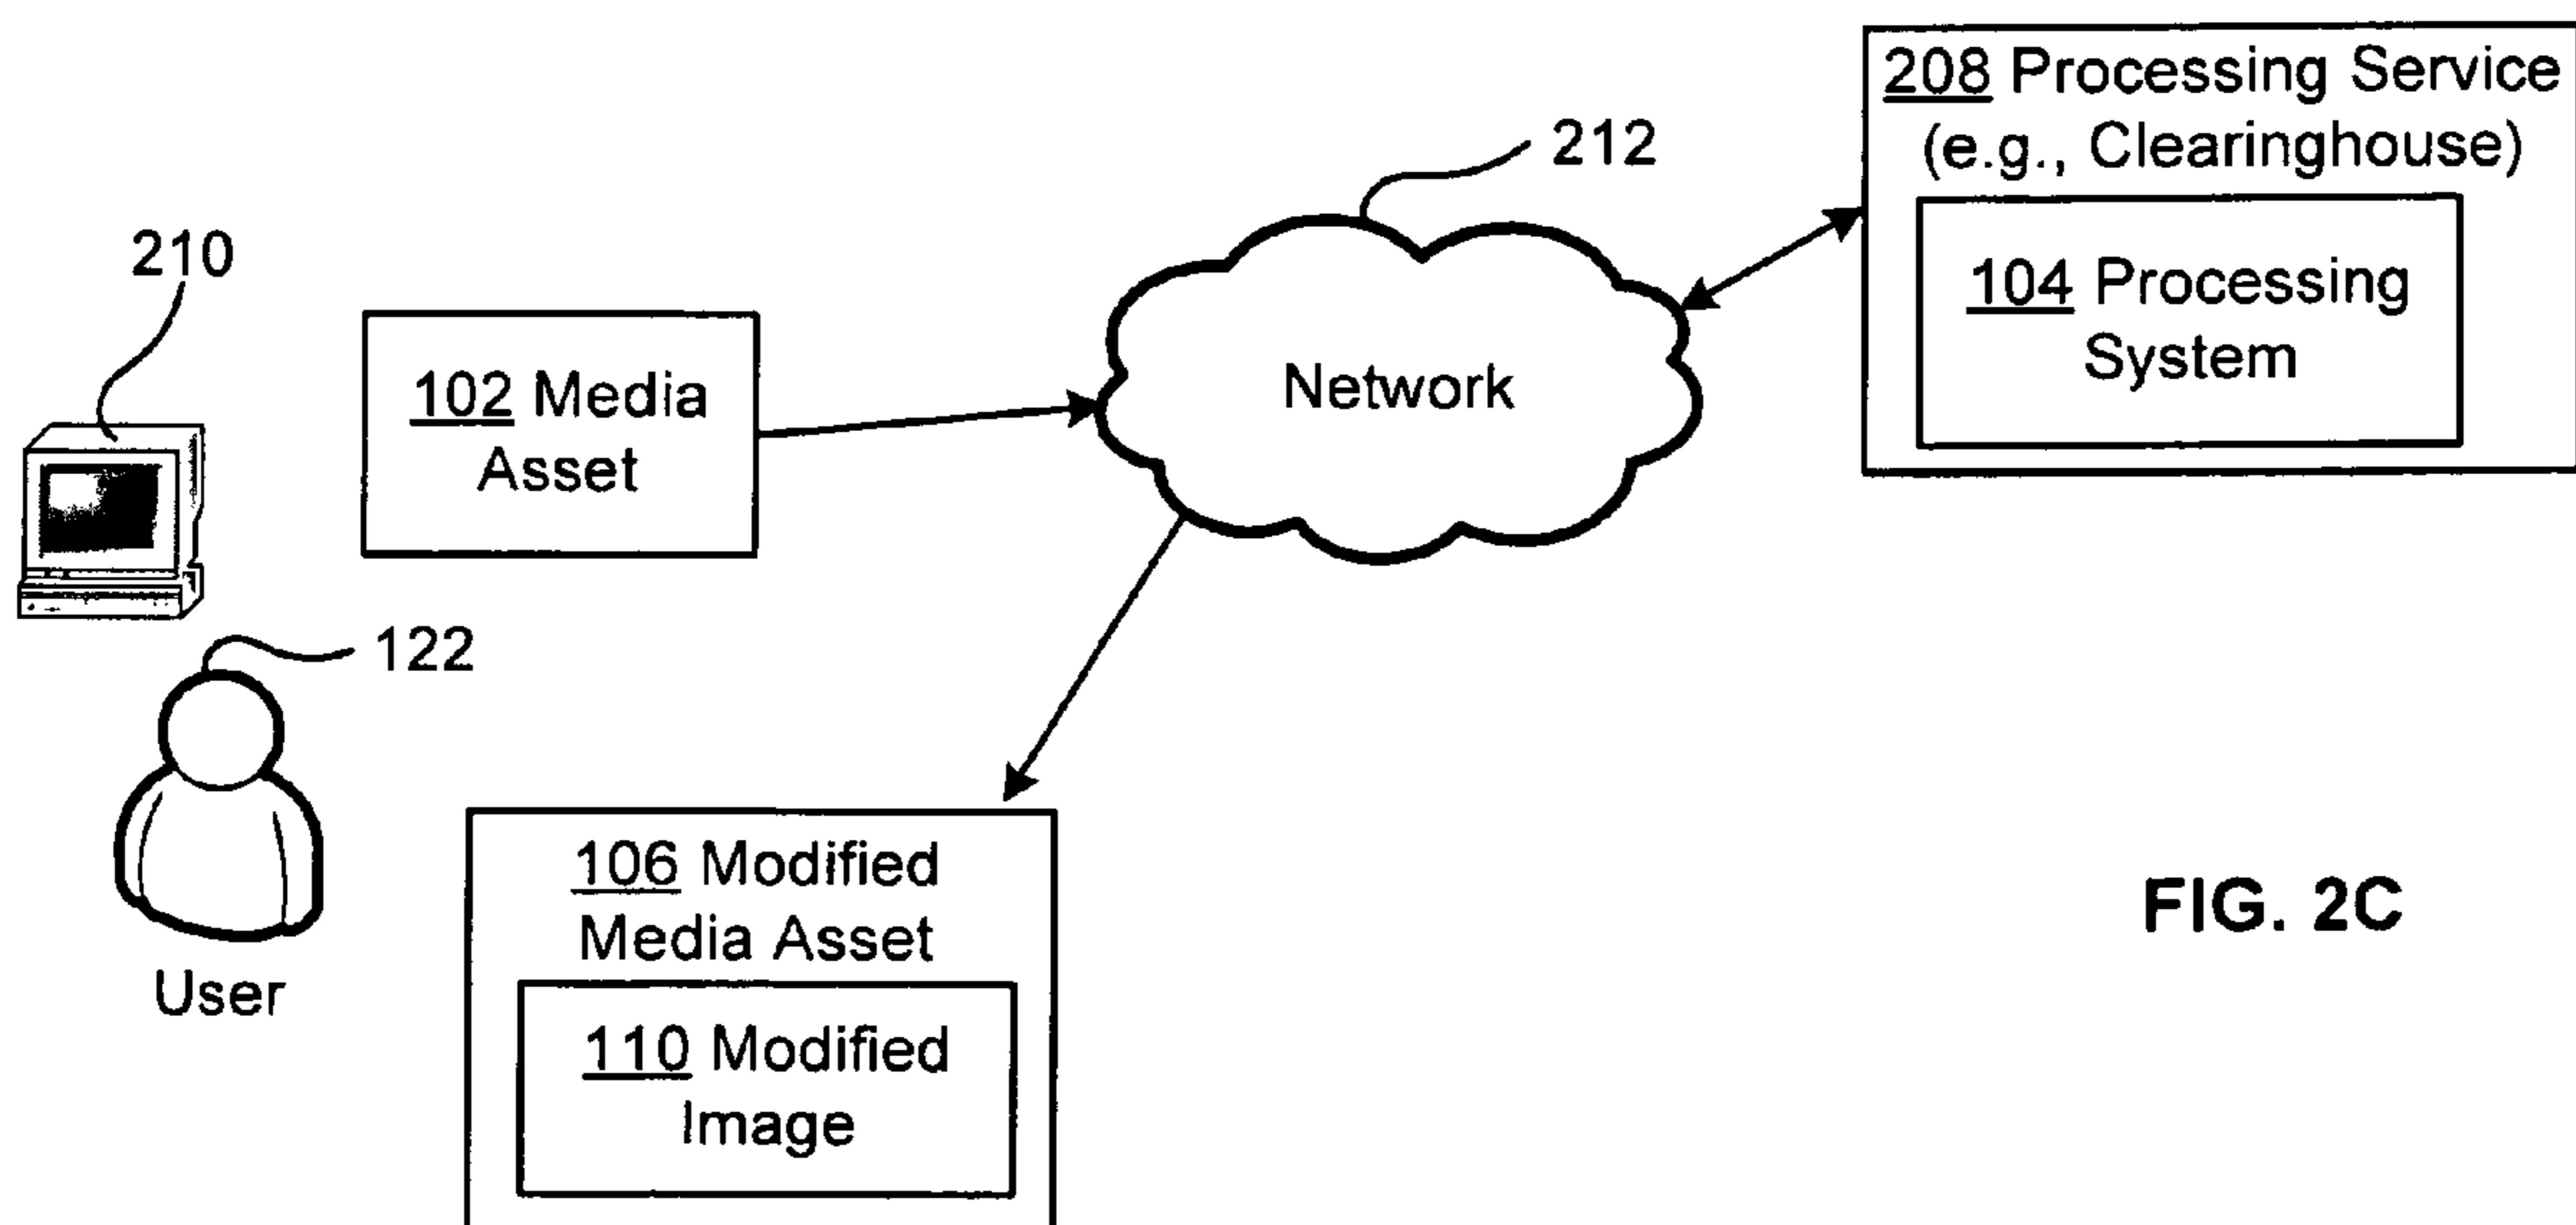 208 Processing Service
(e.g., Clearinghouse)
104 Processing
System
212
210
102 Media
Asset
Network
122
User
106 Modified
Media Asset
110 Modified
Image
FIG. 2C